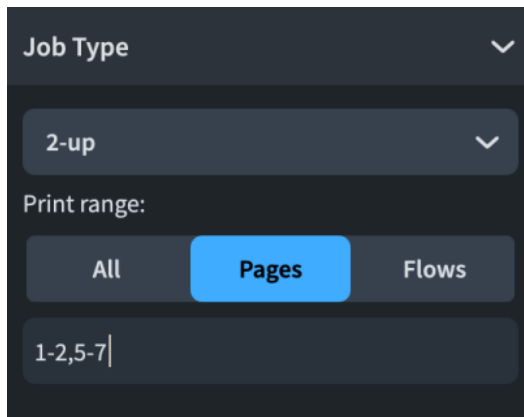 Job Type
2-up
Print range:
All Pages Flows
1-2,5-7